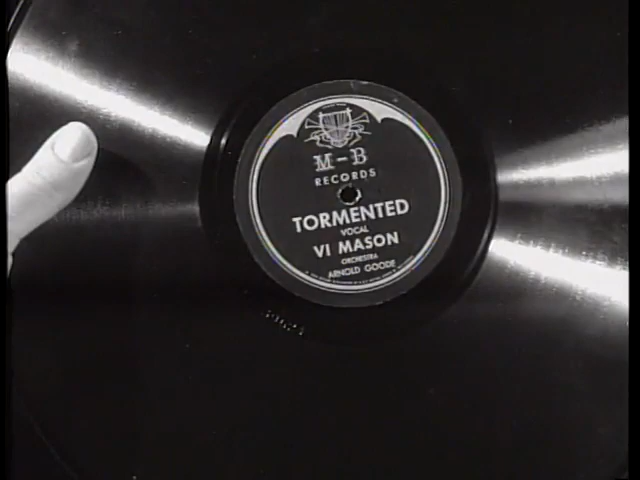 M-B
RECORDS
TORMENTED
VOCAL
VI MASON
ORCHESTRA
ARNOLD GOODE